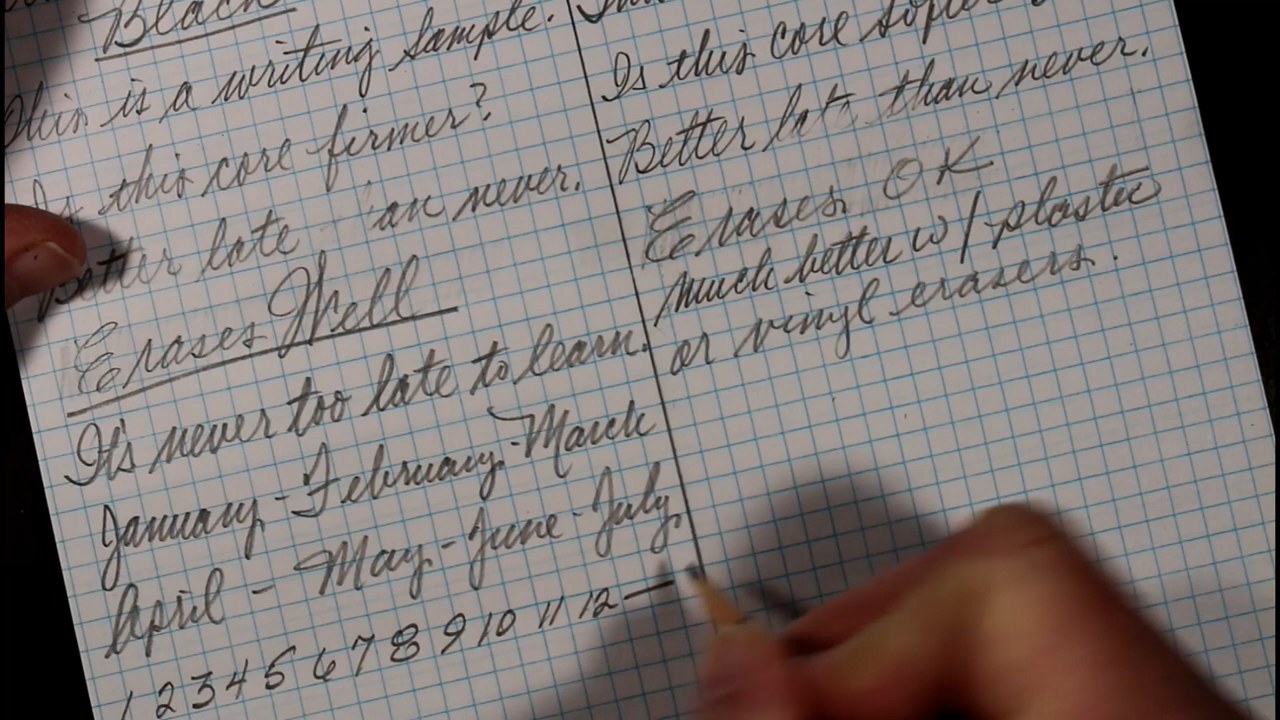 Black
This is a writing sample.
Is this core firmer?
Better late an never.
Erases Well
It's never too late to learn.
January - February - March
April - May - June - July
1 2 3 4 5 6 7 8 9 10 11 12 —
Is this core
Better late than never.
Erases OK
much better w/ plastic
or vinyl erasers.